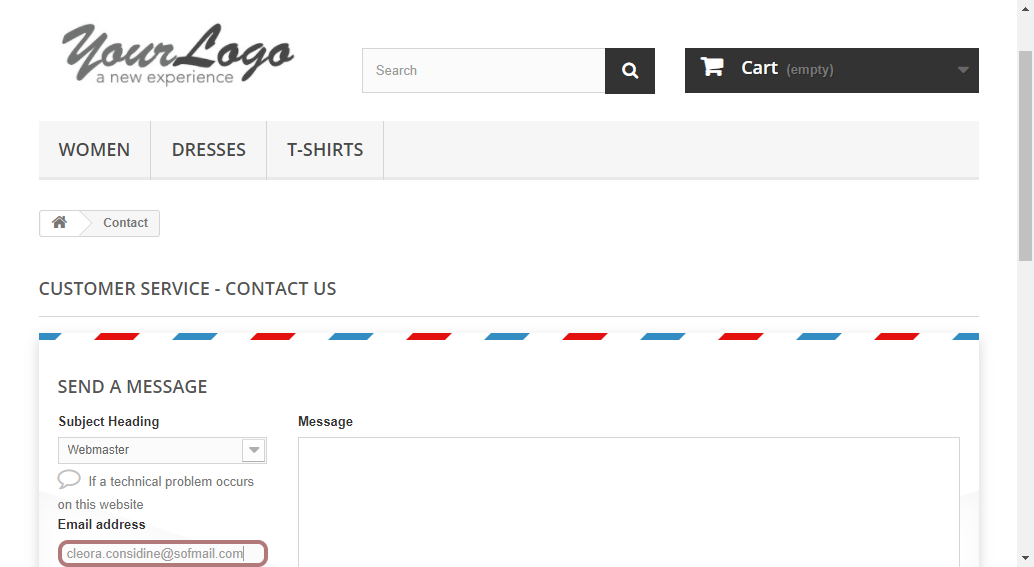 YourLogo
a new experience
Search
Cart (empty)
WOMEN DRESSES T-SHIRTS
Contact
CUSTOMER SERVICE - CONTACT US
SEND A MESSAGE
Subject Heading
Webmaster
If a technical problem occurs
on this website
Email address
cleora.considine@sofmail.com
Message